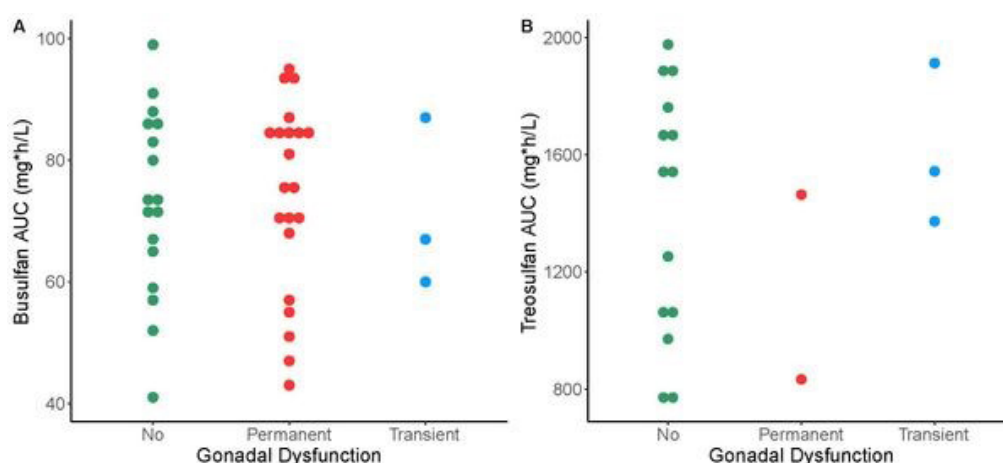 A
Busulfan AUC (mg*h/L)
100
80
60
40
No Permanent Transient
Gonadal Dysfunction
B
Treosulfan AUC (mg*h/L)
2000
1600
1200
800
No Permanent Transient
Gonadal Dysfunction